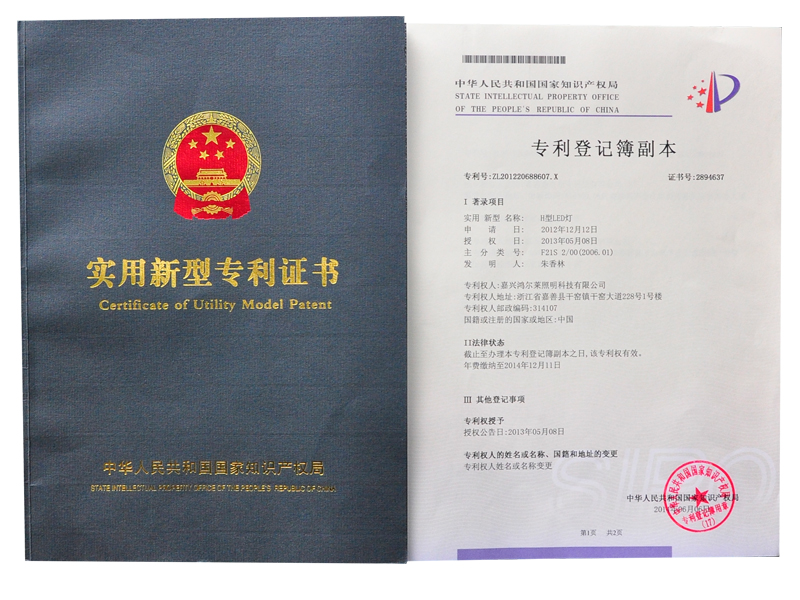 实用新型专利证书
Certificate of Utility Model Patent
中华人民共和国国家知识产权局
STATE INTELLECTUAL PROPERTY OFFICE OF THE PEOPLE'S REPUBLIC OF CHINA
中华人民共和国国家知识产权局
STATE INTELLECTUAL PROPERTY OFFICE
OF THE PEOPLE'S REPUBLIC OF CHINA
专利登记簿副本
专利号:ZL201220688607.X 证书号:2894637
I 著录项目
实用 新型 名称: H型LED灯
申 请 日: 2012年12月12日
授 权 日: 2013年05月08日
主 分 类 号: F21S 2/00(2006.01)
发 明 人: 朱香林
专利权人:嘉兴鸿尔莱照明科技有限公司
专利权人地址:浙江省嘉善县干窑镇干窑大道228号1号楼
专利权人邮政编码:314107
国籍或注册的国家或地区:中国
II法律状态
截止至办理本专利登记簿副本之日,该专利权有效。
年费缴纳至2014年12月11日
III 其他登记事项
专利权授予
授权公告日:2013年05月08日
专利权人的姓名或名称、国籍和地址的变更
专利权人姓名或名称变更
中华人民共和国国家知识产权局
专利登记簿用章
(17)
第1页 共2页